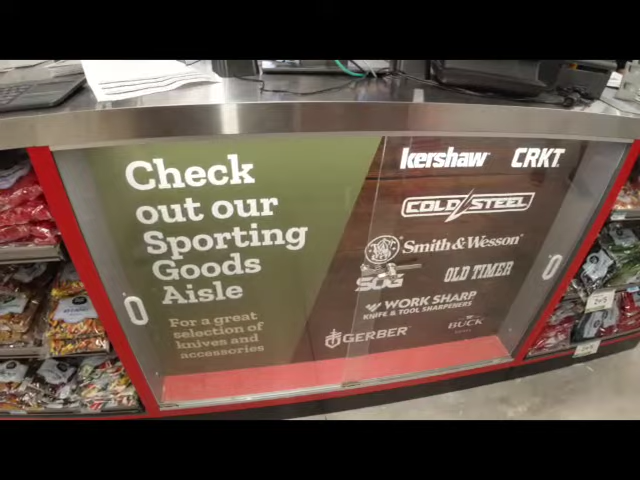 Check
out our
Sporting
Goods
Aisle
For a great
selection of
knives and
accessories
kershaw CRKT.
COLD STEEL
Smith & Wesson
SOG OLD TIMER
WORK SHARP
KNIFE & TOOL SHARPENERS
GERBER BUCK